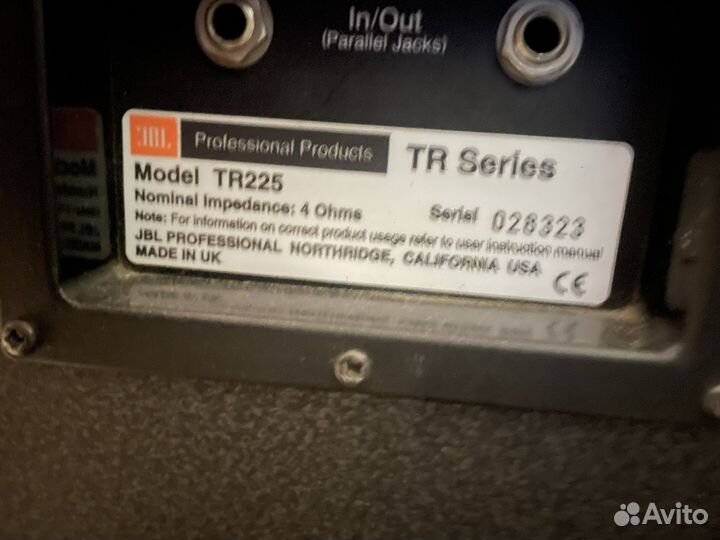 In/Out
(Parallel Jacks)
JBL Professional Products TR Series
Model TR225
Nominal Impedance: 4 Ohms Serial 028323
Note: For information on correct product usege refer to user instruction manual
JBL PROFESSIONAL NORTHRIDGE, CALIFORNIA USA
MADE IN UK CE
Avito